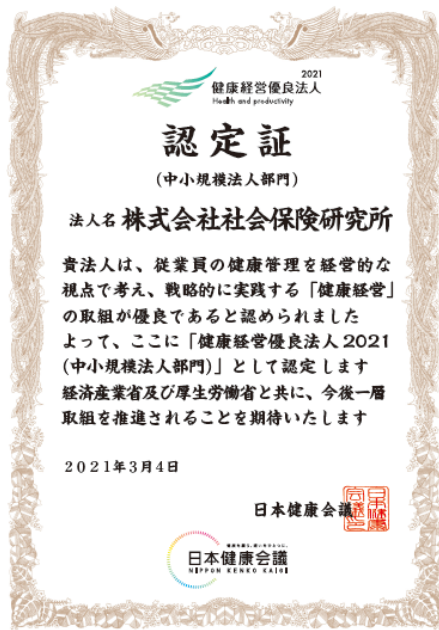 2021
健康経営優良法人
Health and productivity
認定証
(中小規模法人部門)
法人名 株式会社社会保険研究所
貴法人は、従業員の健康管理を経営的な
視点で考え、戦略的に実践する「健康経営」
の取組が優良であると認められました
よって、ここに「健康経営優良法人2021
(中小規模法人部門)」として認定します
経済産業省及び厚生労働省と共に、今後一層
取組を推進されることを期待いたします
2021年3月4日
日本健康会議
日本健康会議
NIPPON KENKO KAIGI